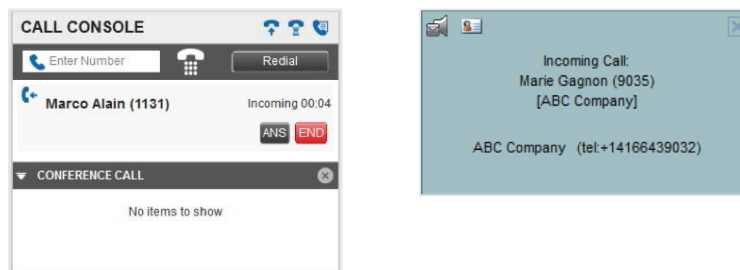 CALL CONSOLE
Enter Number
Redial
Marco Alain (1131)
Incoming 00:04
ANS
END
CONFERENCE CALL
No items to show
Incoming Call:
Marie Gagnon (9035)
[ABC Company]
ABC Company (tel:+14166439032)